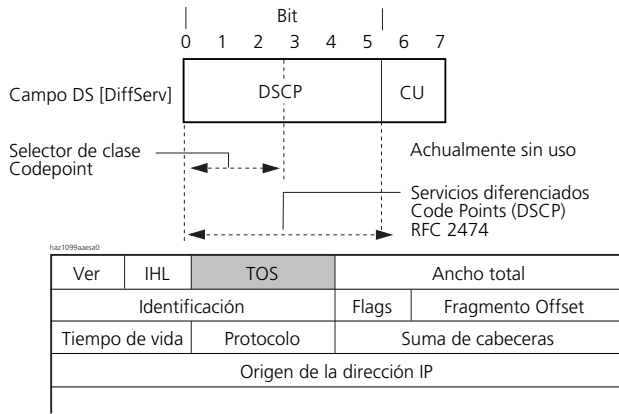 Bit
0 1 2 3 4 5 6 7
Campo DS [DiffServ] DSCP CU
Selector de clase
Codepoint
Achualmente sin uso
Servicios diferenciados
Code Points (DSCP)
RFC 2474
haz1099aaesa0
Ver IHL TOS Ancho total
Identificación Flags Fragmento Offset
Tiempo de vida Protocolo Suma de cabeceras
Origen de la dirección IP